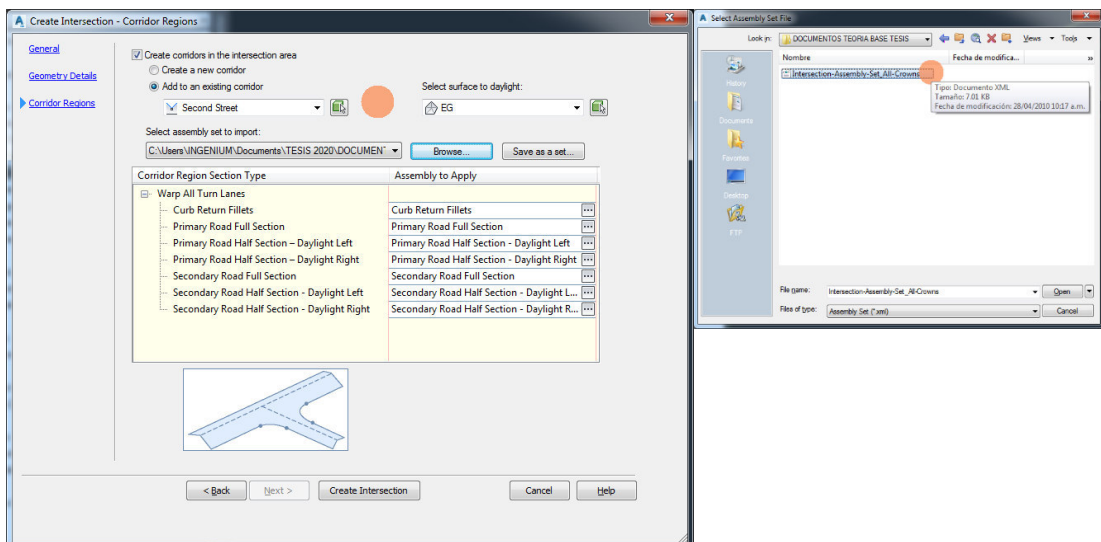 Create Intersection - Corridor Regions
General
Geometry Details
Corridor Regions
Create corridors in the intersection area
Create a new corridor
Add to an existing corridor
Select surface to daylight:
Second Street
EG
Select assembly set to import:
C:\Users\INGENIUM\Documents\TESIS 2020\DOCUMENT
Browse...
Save as a set...
Corridor Region Section Type
Assembly to Apply
Warp All Turn Lanes
Curb Return Fillets
Curb Return Fillets
Primary Road Full Section
Primary Road Full Section
Primary Road Half Section – Daylight Left
Primary Road Half Section - Daylight Left
Primary Road Half Section – Daylight Right
Primary Road Half Section - Daylight Right
Secondary Road Full Section
Secondary Road Full Section
Secondary Road Half Section - Daylight Left
Secondary Road Half Section - Daylight L...
Secondary Road Half Section - Daylight Right
Secondary Road Half Section - Daylight R...
< Back
Next >
Create Intersection
Cancel
Help
Select Assembly Set File
Look in:
DOCUMENTOS TEORIA BASE TESIS
Views
Tools
Nombre
Fecha de modifica...
Intersection-Assembly-Set_All-Crowns
Tipo: Documento XML
Tamaño: 7.01 KB
Fecha de modificación: 28/04/2010 10:17 a.m.
History
Documents
Favorites
Desktop
FTP
File name:
Intersection-Assembly-Set_All-Crowns
Open
Files of type:
Assembly Set (*.xml)
Cancel